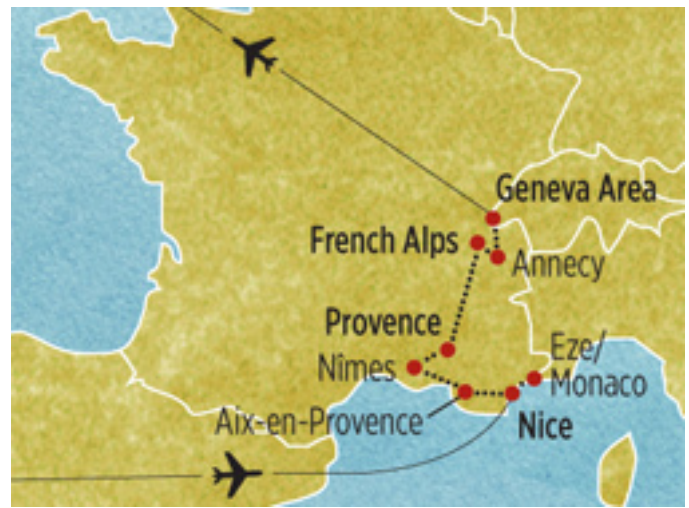 Geneva Area
French Alps
Annecy
Provence
Nîmes
Eze/
Monaco
Aix-en-Provence
Nice